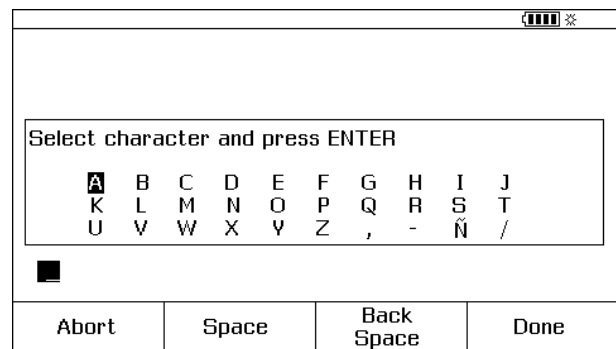 Select character and press ENTER
A B C D E F G H I J
K L M N O P Q R S T
U V W X Y Z , - Ñ /
_
Abort Space Back Space Done